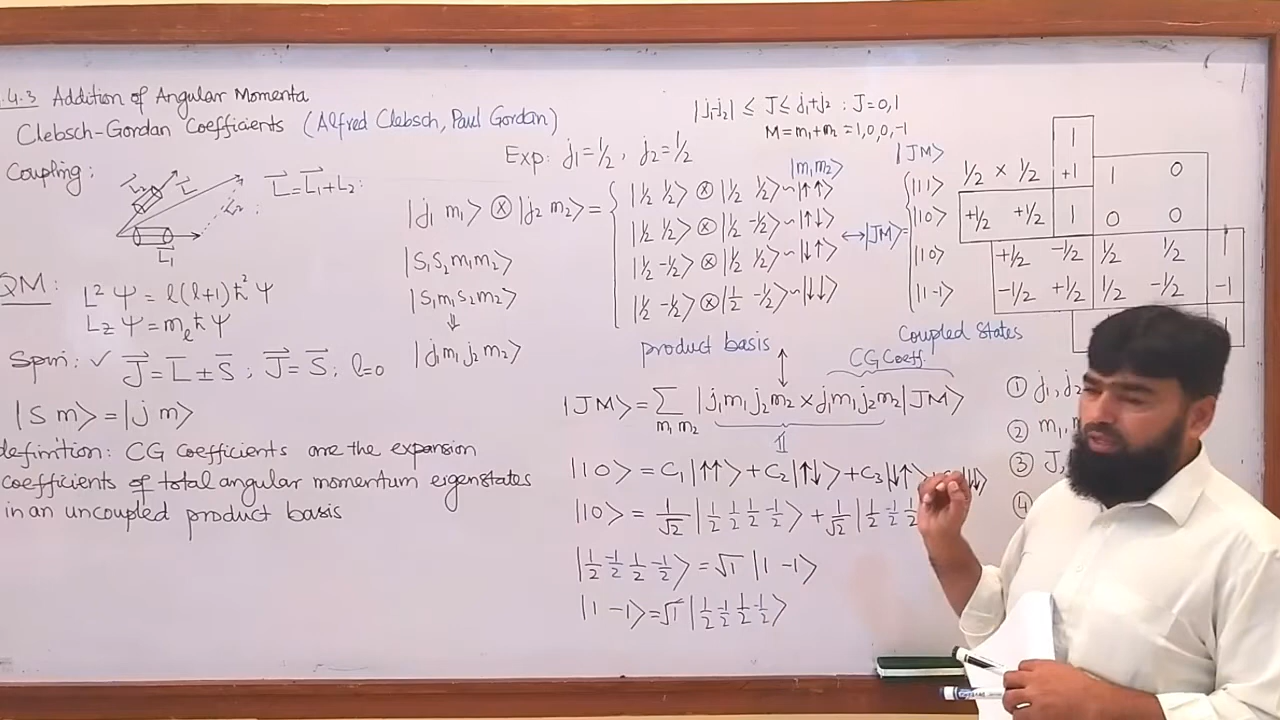 .4.3 Addition of Angular Momenta
Clebsch-Gordan Coefficients (Alfred Clebsch, Paul Gordan)
Coupling:
L₂ L
L₂
L₁
L⃗=L⃗₁+L⃗₂:
QM:
L²Ψ = l(l+1)ħ²Ψ
L_zΨ = m_lħΨ
Spin: ✓ J⃗=L̄±S̄ ; J⃗=S⃗ ; l=0
|S m⟩=|j m⟩
definition: CG Coefficients are the expansion
coefficients of total angular momentum eigenstates
in an uncoupled product basis
|j₁-j₂| ≤ J ≤ j₁+j₂ : J=0,1
M=m₁+m₂=1,0,0,-1
Exp: j₁=½, j₂=½
|m₁m₂⟩
|JM⟩
|j₁ m₁⟩⊗|j₂ m₂⟩=
|½ ½⟩⊗|½ ½⟩~|↑↑⟩
|½ ½⟩⊗|½ -½⟩~|↑↓⟩
|½ -½⟩⊗|½ ½⟩~|↓↑⟩
|½ -½⟩⊗|½ -½⟩~|↓↓⟩
↔|JM⟩=
|11⟩
|10⟩
|00⟩
|1-1⟩
|S₁S₂m₁m₂⟩
|S₁m₁S₂m₂⟩
⇓
|j₁m₁j₂m₂⟩
product basis
Coupled States
CG Coeff.
½ × ½
1
+1 1 0
+½ +½ 1 0 0
+½ -½ ½ ½ 1
-½ +½ ½ -½ -1
1
|JM⟩=∑ |j₁m₁j₂m₂×j₁m₁j₂m₂|JM⟩
m₁ m₂
𝟙
|10⟩=C₁|↑↑⟩+C₂|↑↓⟩+C₃|↓↑⟩
|10⟩=1/√2|½ ½ ½ -½⟩+1/√2|½ -½ ½
|½ -½ ½ -½⟩=√1|1 -1⟩
|1 -1⟩=√1|½ -½ ½ -½⟩
① j₁,j₂
② m₁,
③ J,
④